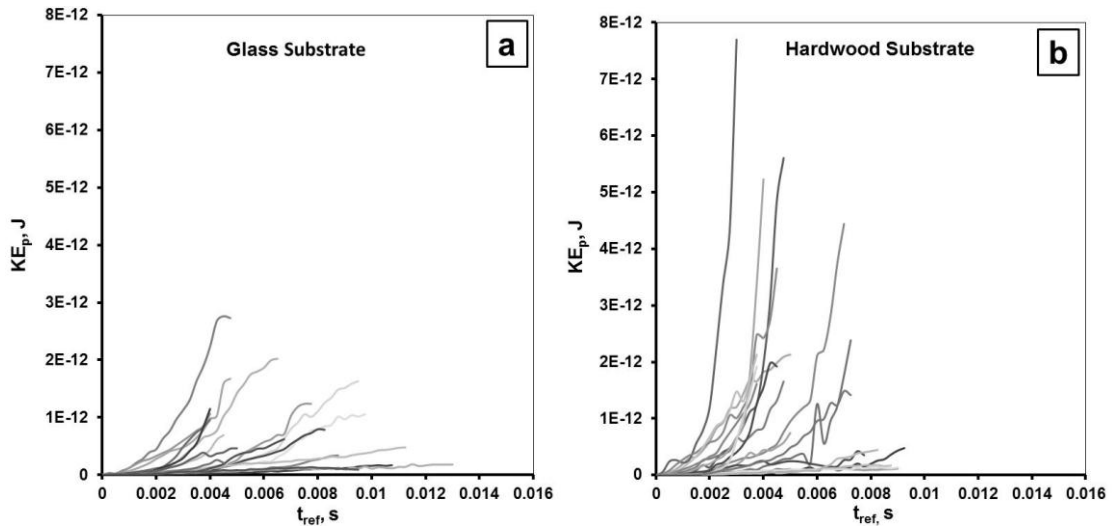 8E-12
7E-12
6E-12
5E-12
4E-12
3E-12
2E-12
1E-12
0
KEp, J
Glass Substrate
a
0 0.002 0.004 0.006 0.008 0.01 0.012 0.014 0.016
tref, s
8E-12
7E-12
6E-12
5E-12
4E-12
3E-12
2E-12
1E-12
0
KEp, J
Hardwood Substrate
b
0 0.002 0.004 0.006 0.008 0.01 0.012 0.014 0.016
tref, s